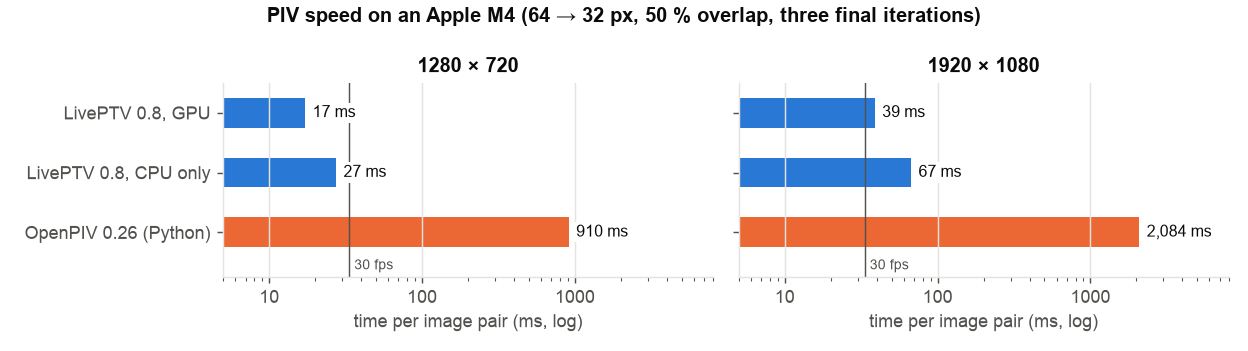 PIV speed on an Apple M4 (64 → 32 px, 50 % overlap, three final iterations)
1280 × 720
LivePTV 0.8, GPU
17 ms
LivePTV 0.8, CPU only
27 ms
OpenPIV 0.26 (Python)
910 ms
30 fps
10 100 1000
time per image pair (ms, log)
1920 × 1080
39 ms
67 ms
2,084 ms
30 fps
10 100 1000
time per image pair (ms, log)